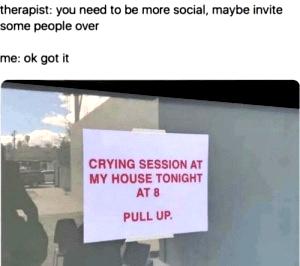 therapist: you need to be more social, maybe invite
some people over
me: ok got it
CRYING SESSION AT
MY HOUSE TONIGHT
AT 8
PULL UP.